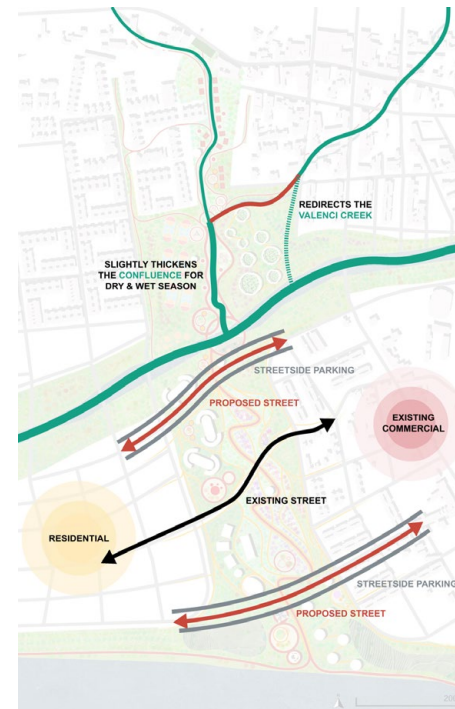 REDIRECTS THE
VALENCI CREEK
SLIGHTLY THICKENS
THE CONFLUENCE FOR
DRY & WET SEASON
STREETSIDE PARKING
PROPOSED STREET
EXISTING
COMMERCIAL
EXISTING STREET
RESIDENTIAL
STREETSIDE PARKING
PROPOSED STREET